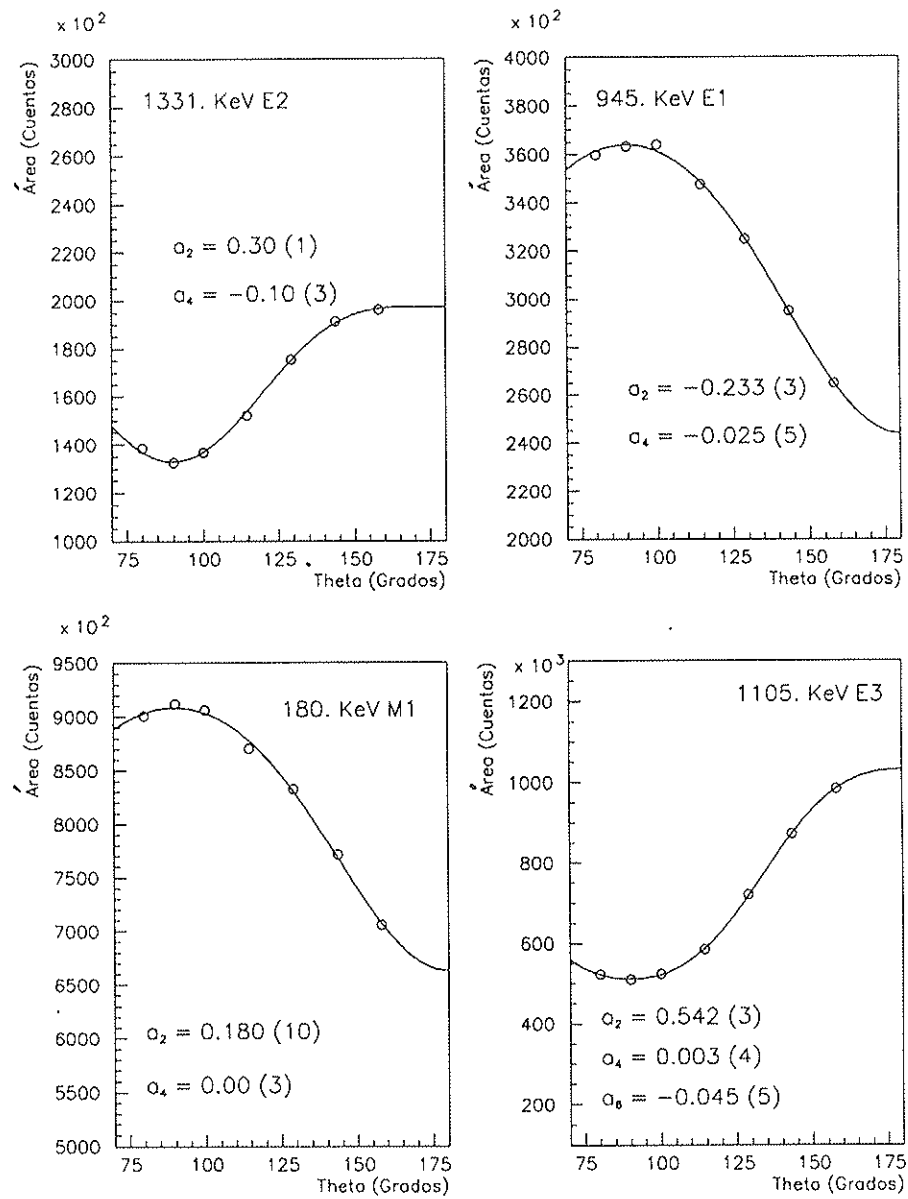 x 10²
Área (Cuentas)
3000
2800
2600
2400
2200
2000
1800
1600
1400
1200
1000
1331. KeV E2
a₂ = 0.30 (1)
a₄ = −0.10 (3)
75 100 125 150 175
Theta (Grados)
x 10²
Área (Cuentas)
4000
3800
3600
3400
3200
3000
2800
2600
2400
2200
2000
945. KeV E1
a₂ = −0.233 (3)
a₄ = −0.025 (5)
75 100 125 150 175
Theta (Grados)
x 10²
Área (Cuentas)
9500
9000
8500
8000
7500
7000
6500
6000
5500
5000
180. KeV M1
a₂ = 0.180 (10)
a₄ = 0.00 (3)
75 100 125 150 175
Theta (Grados)
x 10³
Área (Cuentas)
1200
1000
800
600
400
200
1105. KeV E3
a₂ = 0.542 (3)
a₄ = 0.003 (4)
a₆ = −0.045 (5)
75 100 125 150 175
Theta (Grados)